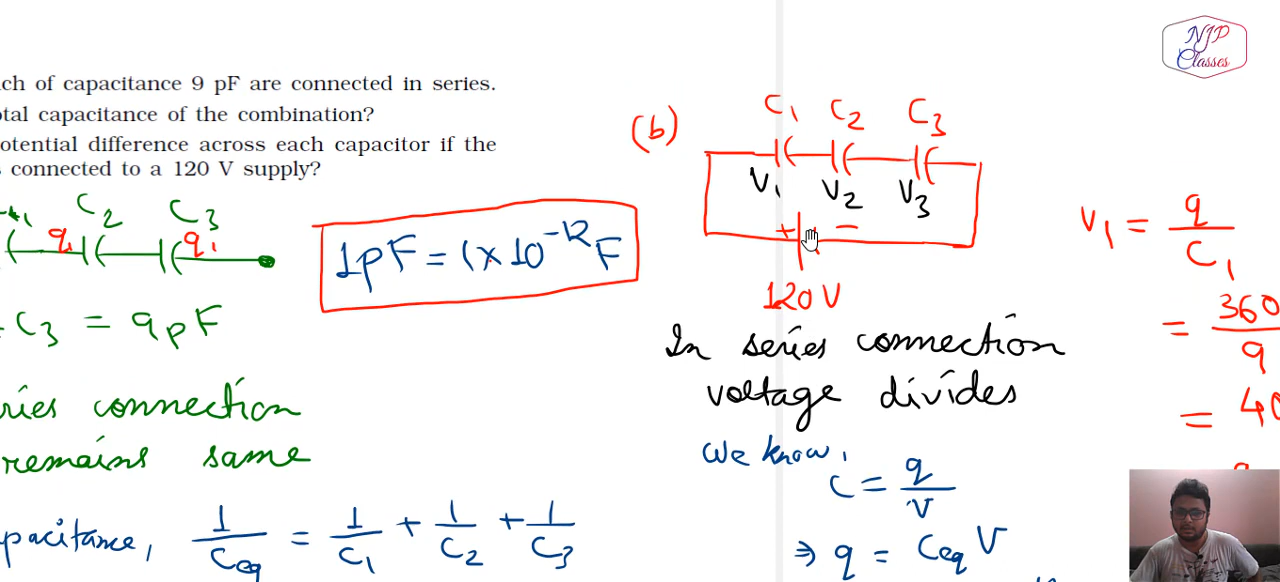 NJP
Classes
ch of capacitance 9 pF are connected in series.
otal capacitance of the combination?
otential difference across each capacitor if the
s connected to a 120 V supply?
C2 C3
q1 q1
C3 = 9pF
ries connection
remains same
pacitance, 1/Ceq = 1/C1 + 1/C2 + 1/C3
1pF = 1×10^-12 F
(b)
C1 C2 C3
V1 V2 V3
+ -
120 V
In series connection
voltage divides
We know,
C = q/V
⇒ q = Ceq V
V1 = q/C1
= 360/9
= 40